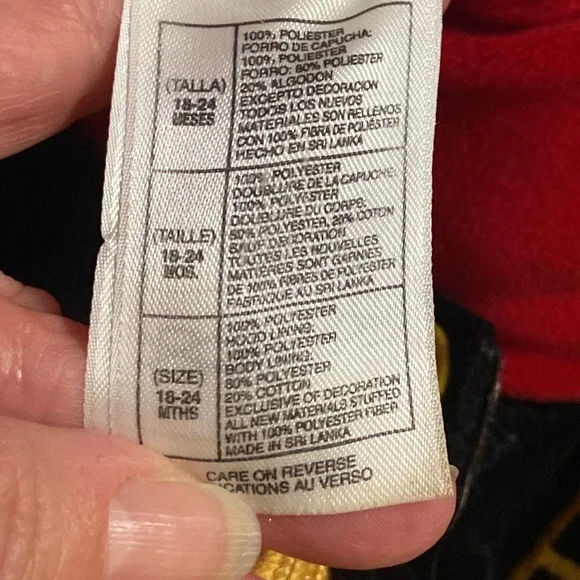 (TALLA)
18-24
MESES
100% POLIESTER
FORRO DE CAPUCHA:
100% POLIESTER
FORRO: 80% POLIESTER
20% ALGODON
EXCEPTO DECORACION
TODOS LOS NUEVOS
MATERIALES SON RELLENOS
CON 100% FIBRA DE POLIESTER
HECHO EN SRI LANKA
(TAILLE)
18-24
MOS.
100% POLYESTER
DOUBLURE DE LA CAPUCHE:
100% POLYESTER
DOUBLURE DU CORPS:
80% POLYESTER, 20% COTON
SAUF DECORATION
TOUTES LES NOUVELLES
MATIERES SONT GARNIES
DE 100% FIBRES DE POLYESTER
FABRIQUE AU SRI LANKA
(SIZE)
18-24
MTHS
100% POLYESTER
HOOD LINING:
100% POLYESTER
BODY LINING:
80% POLYESTER
20% COTTON
EXCLUSIVE OF DECORATION
ALL NEW MATERIALS STUFFED
WITH 100% POLYESTER FIBER
MADE IN SRI LANKA
CARE ON REVERSE
CATIONS AU VERSO